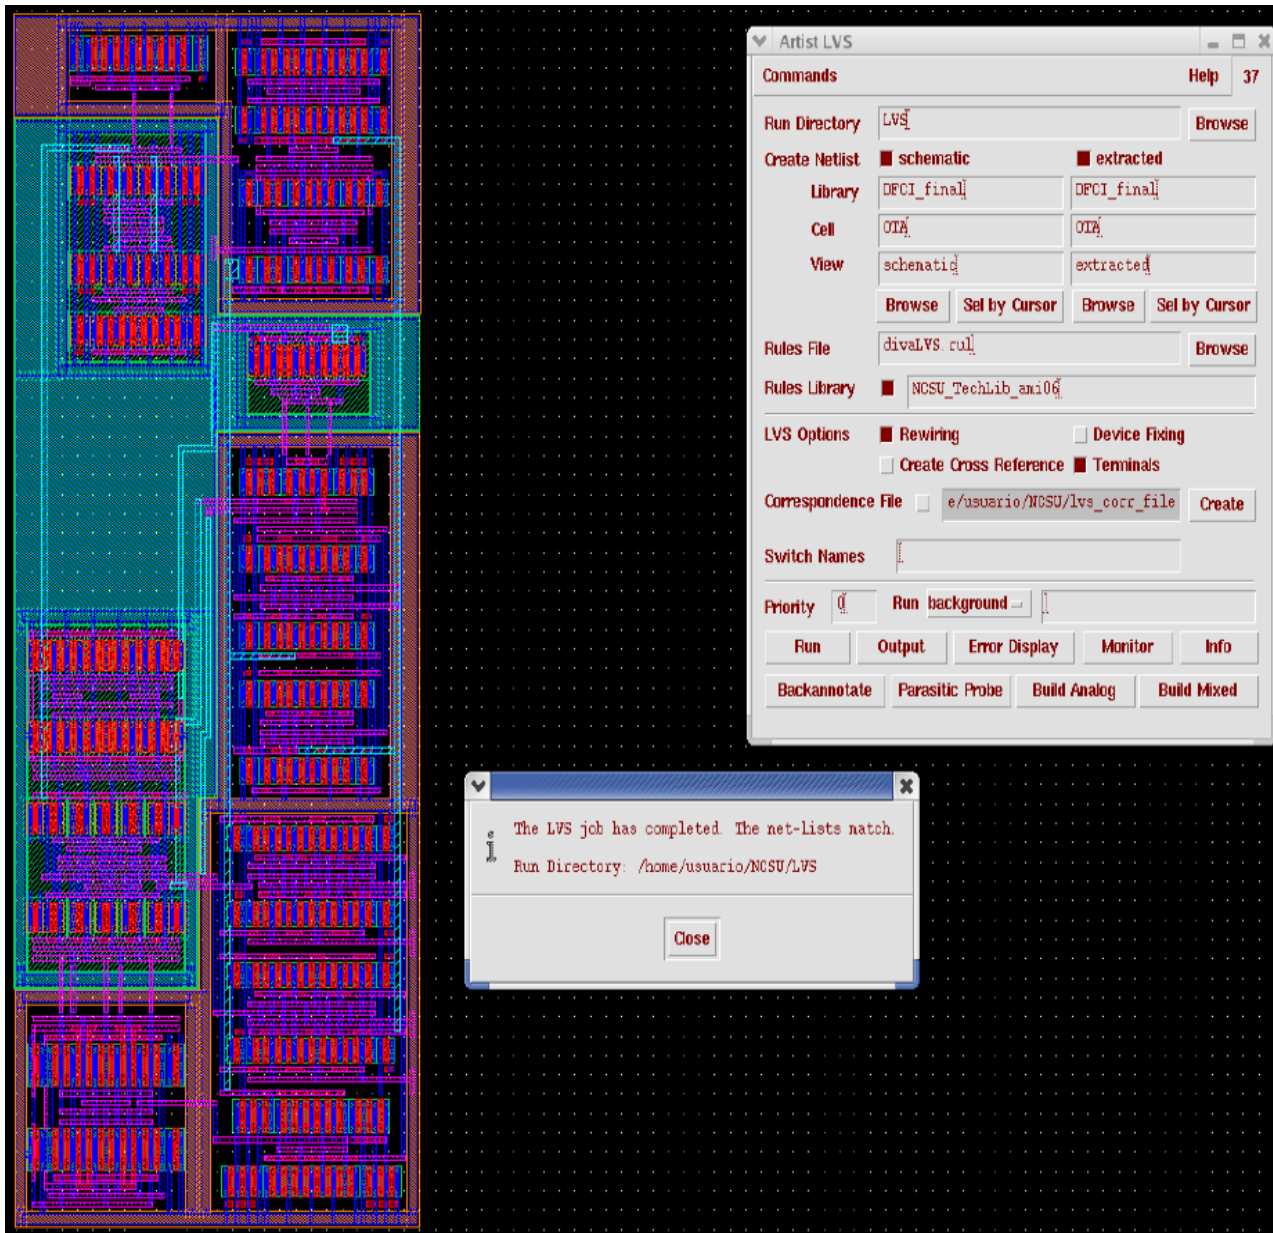 Artist LVS
Commands Help 37
Run Directory LVS Browse
Create Netlist schematic extracted
Library DFCI_final DFCI_final
Cell OTA OTA
View schematic extracted
Browse Sel by Cursor Browse Sel by Cursor
Rules File divaLVS.rul Browse
Rules Library NCSU_TechLib_ami06
LVS Options Rewiring Device Fixing
Create Cross Reference Terminals
Correspondence File e/usuario/NCSU/lvs_corr_file Create
Switch Names
Priority 0 Run background
Run Output Error Display Monitor Info
Backannotate Parasitic Probe Build Analog Build Mixed
The LVS job has completed. The net-lists match.
Run Directory: /home/usuario/NCSU/LVS
Close